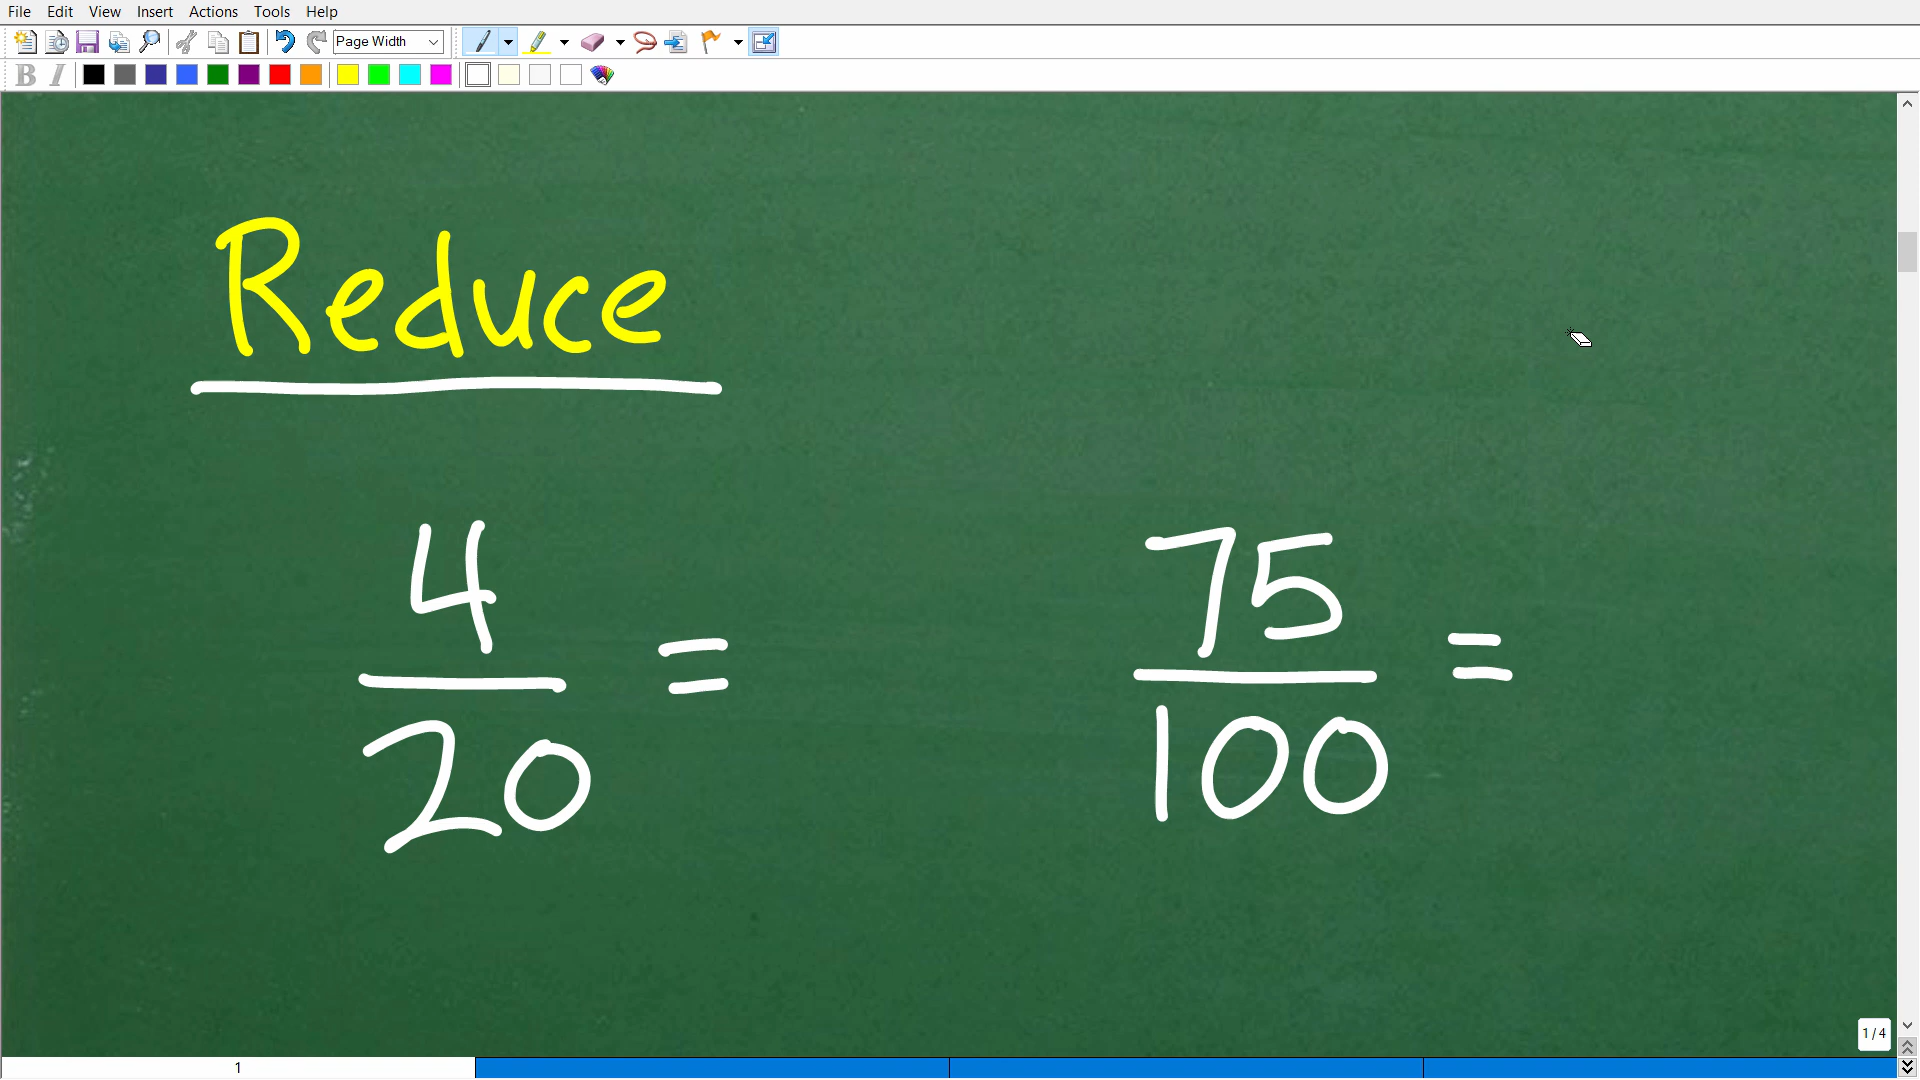 File Edit View Insert Actions Tools Help
Page Width
B I
Reduce
4/20 =
75/100 =
1 / 4
1